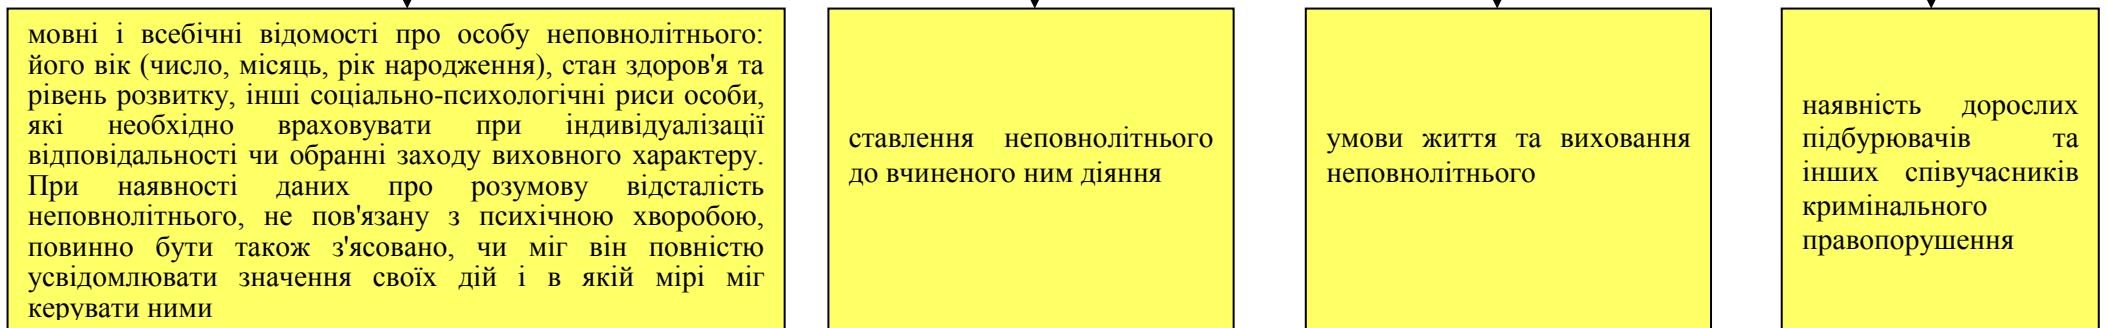 мовні і всебічні відомості про особу неповнолітнього:
його вік (число, місяць, рік народження), стан здоров'я та
рівень розвитку, інші соціально-психологічні риси особи,
які необхідно враховувати при індивідуалізації
відповідальності чи обранні заходу виховного характеру.
При наявності даних про розумову відсталість
неповнолітнього, не пов'язану з психічною хворобою,
повинно бути також з'ясовано, чи міг він повністю
усвідомлювати значення своїх дій і в якій мірі міг
керувати ними
ставлення неповнолітнього
до вчиненого ним діяння
умови життя та виховання
неповнолітнього
наявність дорослих
підбурювачів та
інших співучасників
кримінального
правопорушення